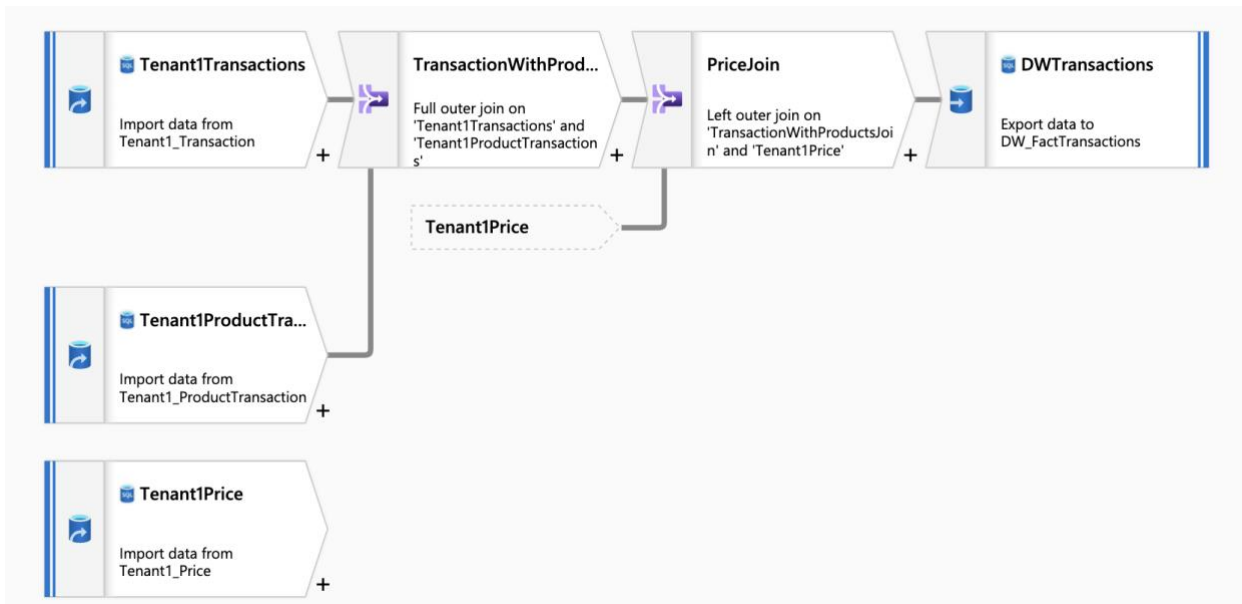 Tenant1Transactions
Import data from
Tenant1_Transaction
+
TransactionWithProd...
Full outer join on
'Tenant1Transactions' and
'Tenant1ProductTransaction
s'
+
PriceJoin
Left outer join on
'TransactionWithProductsJoi
n' and 'Tenant1Price'
+
DWTransactions
Export data to
DW_FactTransactions
Tenant1Price
Tenant1ProductTra...
Import data from
Tenant1_ProductTransaction
+
Tenant1Price
Import data from
Tenant1_Price
+